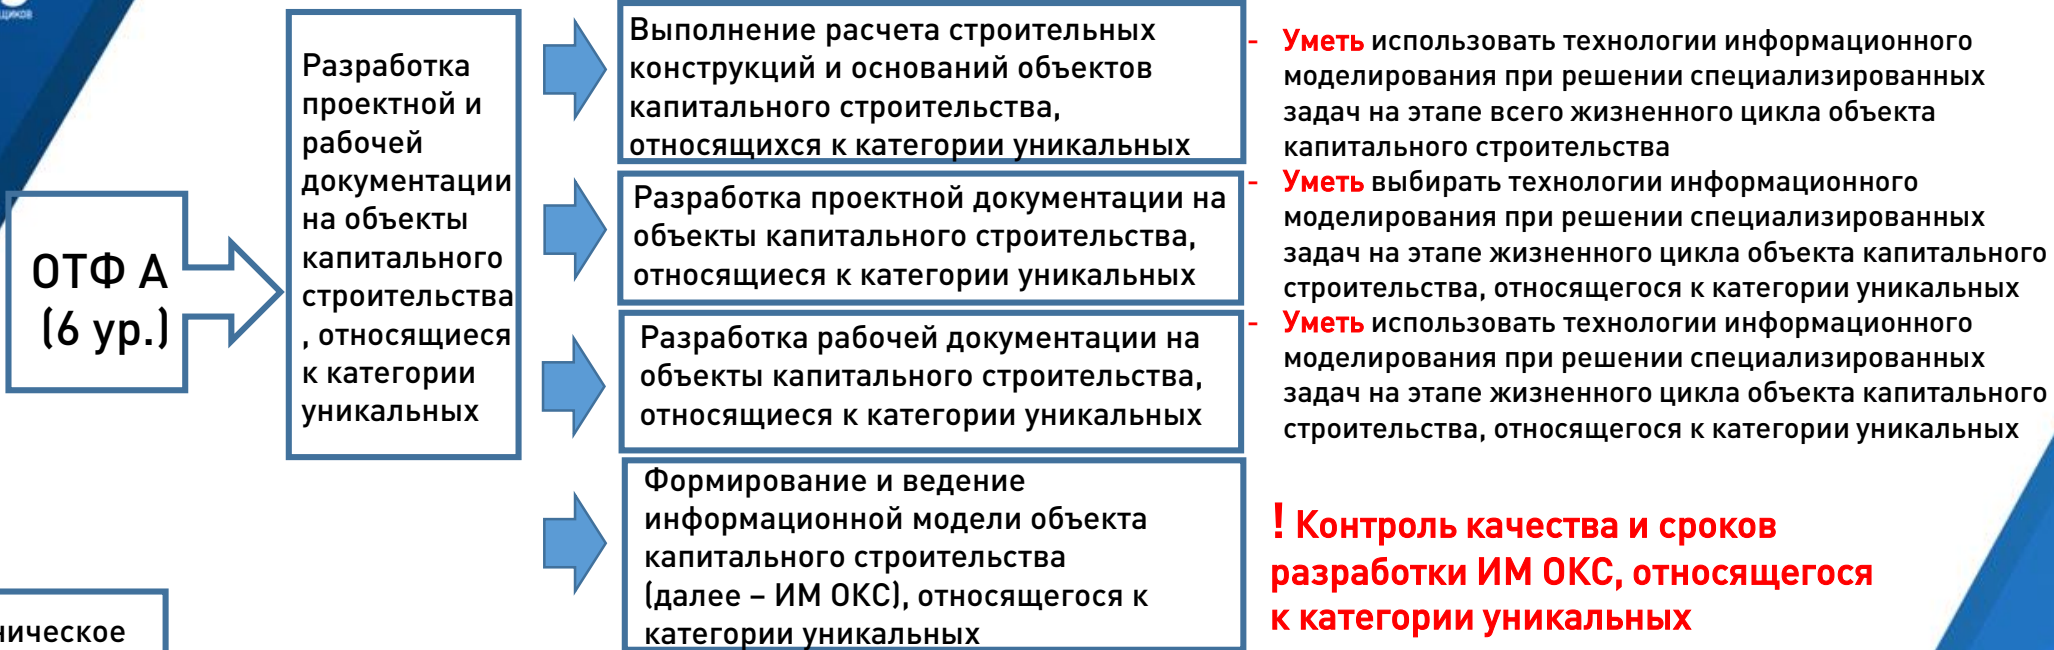 ОТФ А
(6 ур.)
Разработка
проектной и
рабочей
документации
на объекты
капитального
строительства
, относящиеся
к категории
уникальных
Выполнение расчета строительных
конструкций и оснований объектов
капитального строительства,
относящихся к категории уникальных
Разработка проектной документации на
объекты капитального строительства,
относящиеся к категории уникальных
Разработка рабочей документации на
объекты капитального строительства,
относящиеся к категории уникальных
Формирование и ведение
информационной модели объекта
капитального строительства
(далее – ИМ ОКС), относящегося к
категории уникальных
- Уметь использовать технологии информационного
моделирования при решении специализированных
задач на этапе всего жизненного цикла объекта
капитального строительства
- Уметь выбирать технологии информационного
моделирования при решении специализированных
задач на этапе жизненного цикла объекта капитального
строительства, относящегося к категории уникальных
- Уметь использовать технологии информационного
моделирования при решении специализированных
задач на этапе жизненного цикла объекта капитального
строительства, относящегося к категории уникальных
! Контроль качества и сроков
разработки ИМ ОКС, относящегося
к категории уникальных